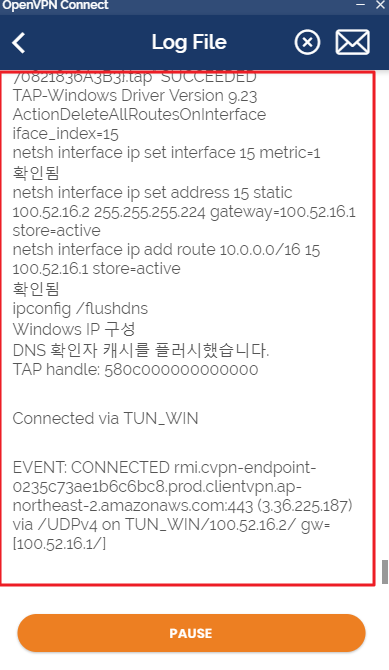 OpenVPN Connect
Log File
70821836A3B3}.tap' SUCCEEDED
TAP-Windows Driver Version 9.23
ActionDeleteAllRoutesOnInterface
iface_index=15
netsh interface ip set interface 15 metric=1
확인됨
netsh interface ip set address 15 static
100.52.16.2 255.255.255.224 gateway=100.52.16.1
store=active
netsh interface ip add route 10.0.0.0/16 15
100.52.16.1 store=active
확인됨
ipconfig /flushdns
Windows IP 구성
DNS 확인자 캐시를 플러시했습니다.
TAP handle: 580c000000000000
Connected via TUN_WIN
EVENT: CONNECTED rmi.cvpn-endpoint-
0235c73ae1b6c6bc8.prod.clientvpn.ap-
northeast-2.amazonaws.com:443 (3.36.225.187)
via /UDPv4 on TUN_WIN/100.52.16.2/ gw=
[100.52.16.1/]
PAUSE